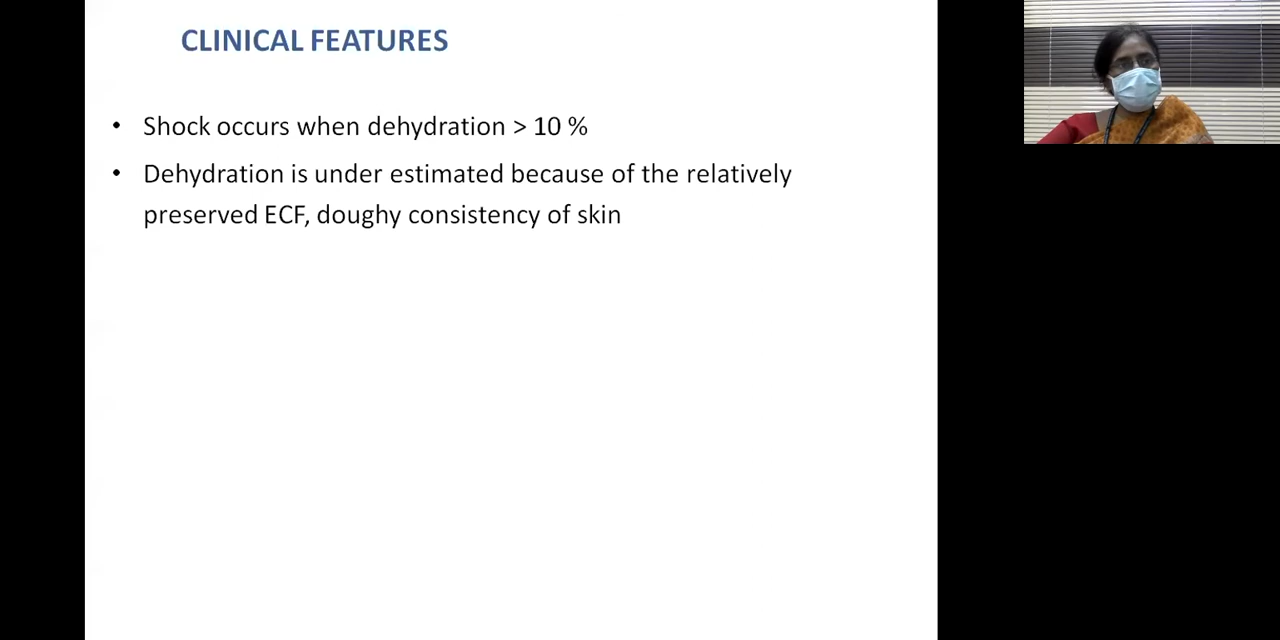 CLINICAL FEATURES
• Shock occurs when dehydration > 10 %
• Dehydration is under estimated because of the relatively
preserved ECF, doughy consistency of skin